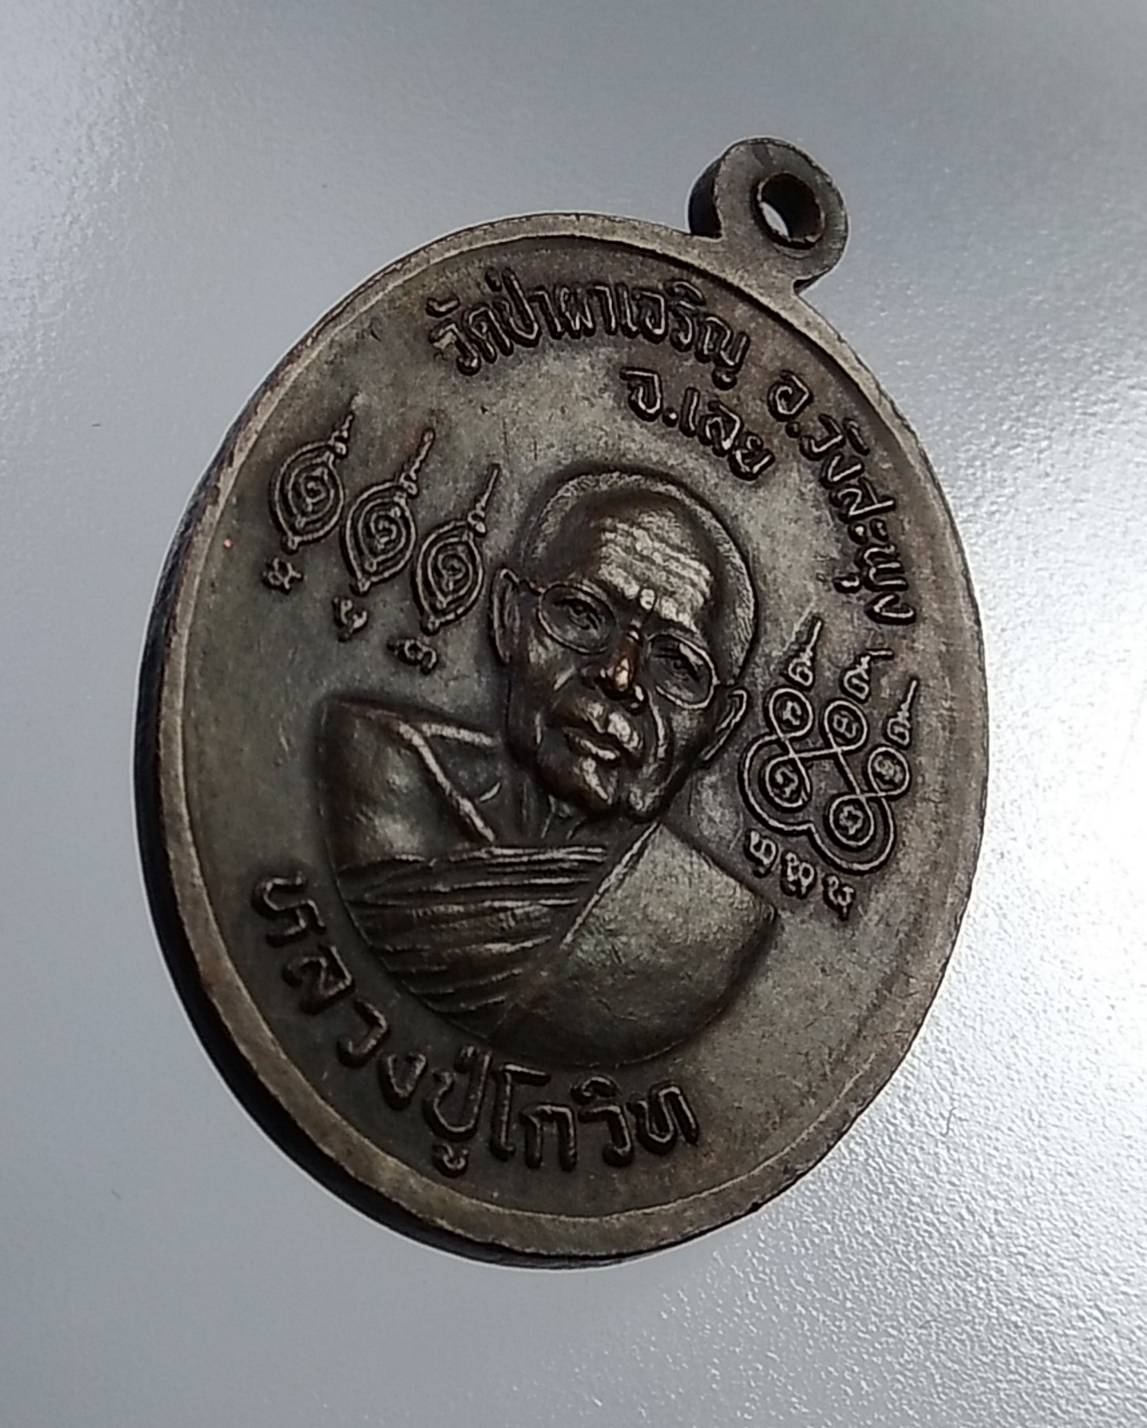 วัดป่าผาเจริญ อ.วังสะพุง
จ.เลย
หลวงปู่โกวิท